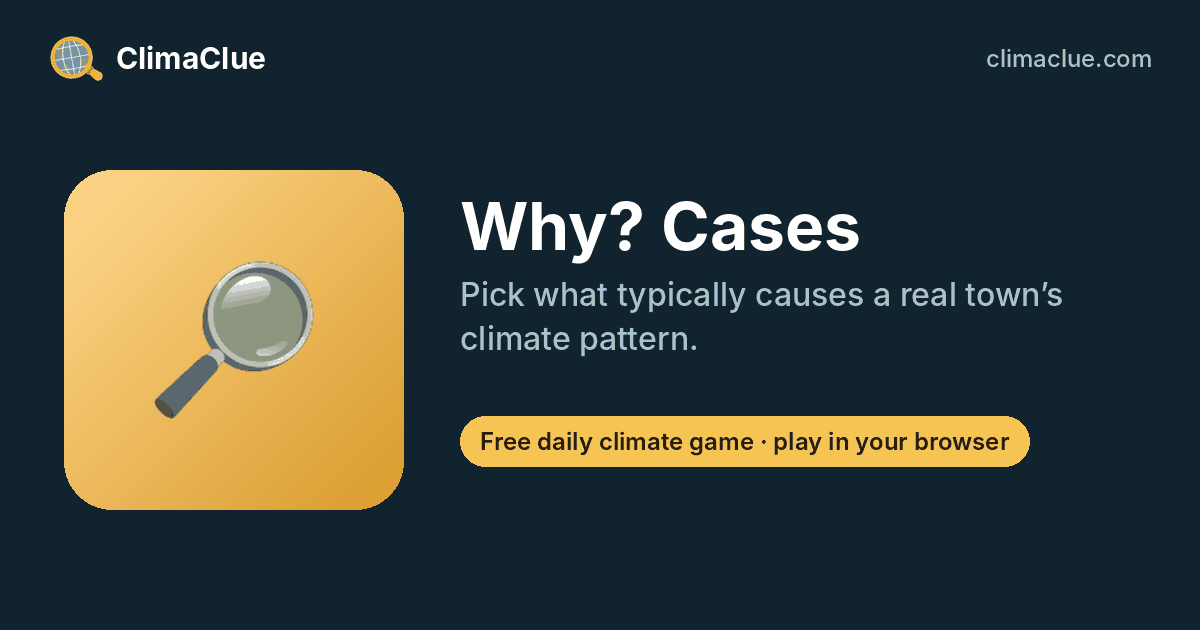 ClimaClue
climaclue.com
Why? Cases
Pick what typically causes a real town’s
climate pattern.
Free daily climate game · play in your browser